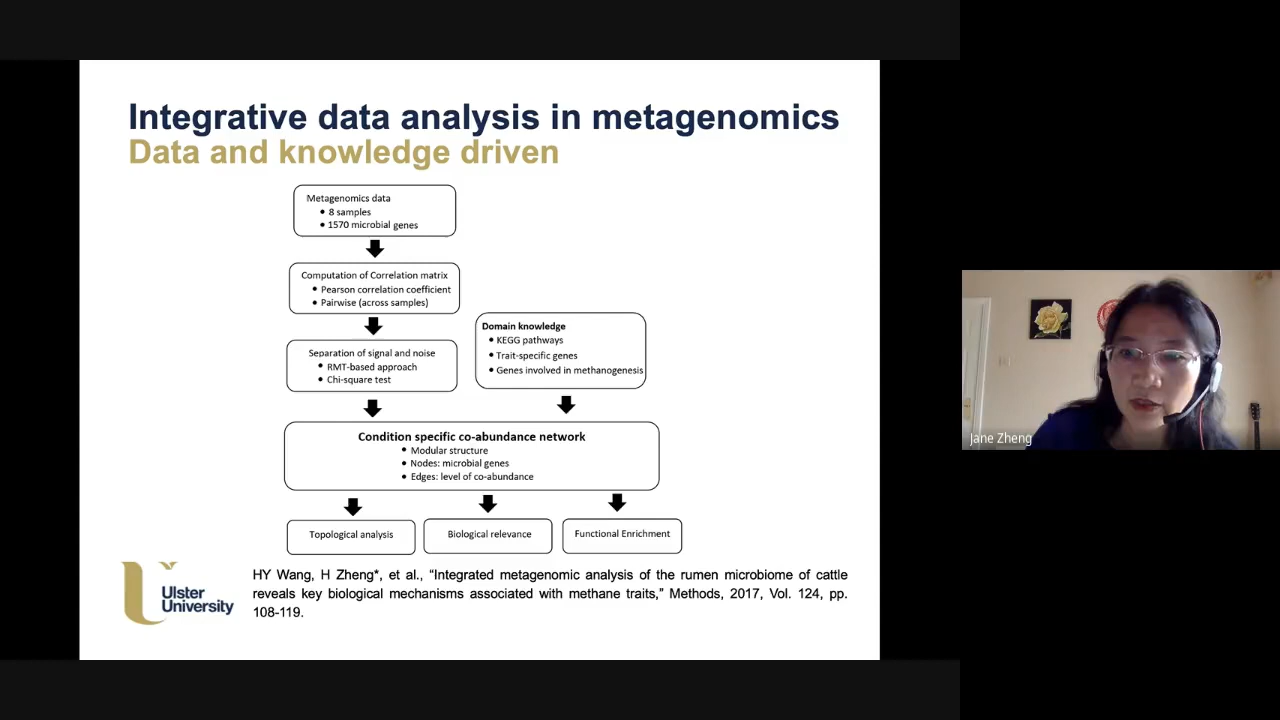 Integrative data analysis in metagenomics
Data and knowledge driven
Metagenomics data
• 8 samples
• 1570 microbial genes
Computation of Correlation matrix
• Pearson correlation coefficient
• Pairwise (across samples)
Separation of signal and noise
• RMT-based approach
• Chi-square test
Domain knowledge
• KEGG pathways
• Trait-specific genes
• Genes involved in methanogenesis
Condition specific co-abundance network
• Modular structure
• Nodes: microbial genes
• Edges: level of co-abundance
Topological analysis
Biological relevance
Functional Enrichment
Ulster
University
HY Wang, H Zheng*, et al., “Integrated metagenomic analysis of the rumen microbiome of cattle
reveals key biological mechanisms associated with methane traits,” Methods, 2017, Vol. 124, pp.
108-119.
Jane Zheng